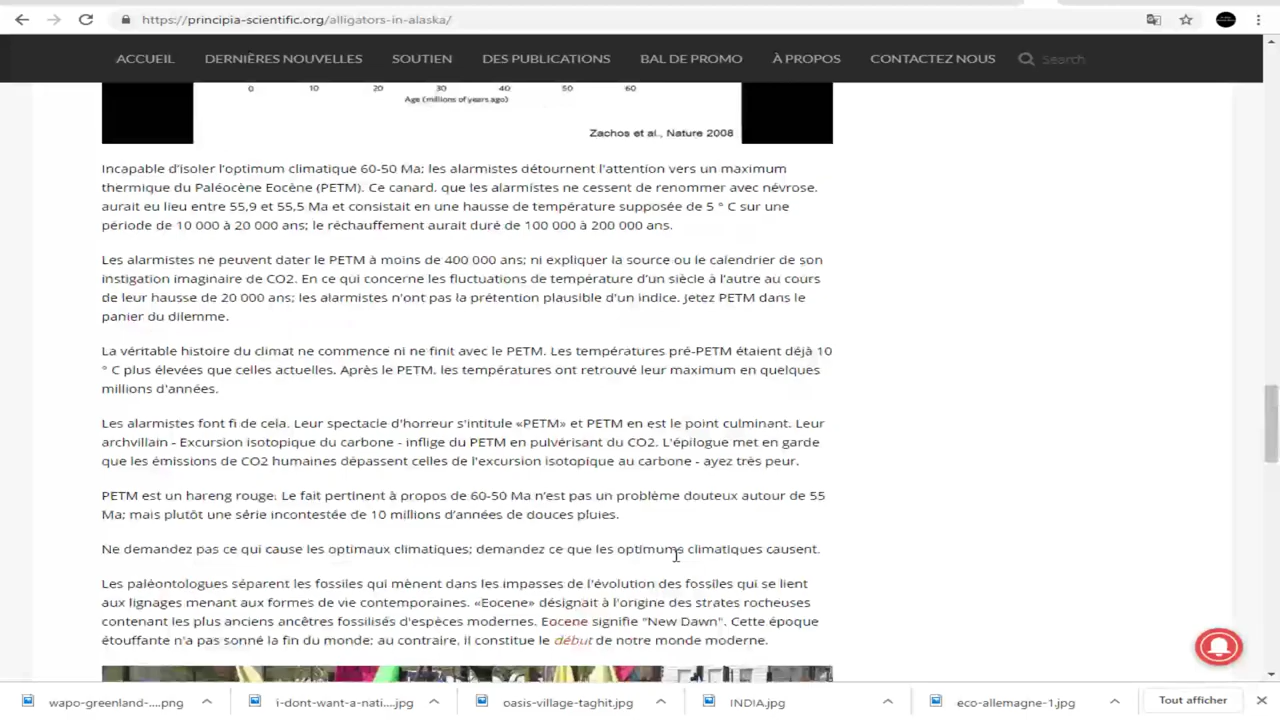 https://principia-scientific.org/alligators-in-alaska/
ACCUEIL DERNIÈRES NOUVELLES SOUTIEN DES PUBLICATIONS BAL DE PROMO À PROPOS CONTACTEZ NOUS Search
0 10 20 30 40 50 60
Age (millions of years ago)
Zachos et al., Nature 2008
Incapable d'isoler l'optimum climatique 60-50 Ma; les alarmistes détournent l'attention vers un maximum
thermique du Paléocène Eocène (PETM). Ce canard, que les alarmistes ne cessent de renommer avec névrose,
aurait eu lieu entre 55,9 et 55,5 Ma et consistait en une hausse de température supposée de 5 ° C sur une
période de 10 000 à 20 000 ans; le réchauffement aurait duré de 100 000 à 200 000 ans.
Les alarmistes ne peuvent dater le PETM à moins de 400 000 ans; ni expliquer la source ou le calendrier de son
instigation imaginaire de CO2. En ce qui concerne les fluctuations de température d'un siècle à l'autre au cours
de leur hausse de 20 000 ans; les alarmistes n'ont pas la prétention plausible d'un indice. Jetez PETM dans le
panier du dilemme.
La véritable histoire du climat ne commence ni ne finit avec le PETM. Les températures pré-PETM étaient déjà 10
° C plus élevées que celles actuelles. Après le PETM, les températures ont retrouvé leur maximum en quelques
millions d'années.
Les alarmistes font fi de cela. Leur spectacle d'horreur s'intitule «PETM» et PETM en est le point culminant. Leur
archvillain - Excursion isotopique du carbone - inflige du PETM en pulvérisant du CO2. L'épilogue met en garde
que les émissions de CO2 humaines dépassent celles de l'excursion isotopique au carbone - ayez très peur.
PETM est un hareng rouge. Le fait pertinent à propos de 60-50 Ma n'est pas un problème douteux autour de 55
Ma; mais plutôt une série incontestée de 10 millions d'années de douces pluies.
Ne demandez pas ce qui cause les optimaux climatiques; demandez ce que les optimums climatiques causent.
Les paléontologues séparent les fossiles qui mènent dans les impasses de l'évolution des fossiles qui se lient
aux lignages menant aux formes de vie contemporaines. «Eocene» désignait à l'origine des strates rocheuses
contenant les plus anciens ancêtres fossilisés d'espèces modernes. Eocene signifie "New Dawn". Cette époque
étouffante n'a pas sonné la fin du monde; au contraire, il constitue le début de notre monde moderne.
wapo-greenland-....png i-dont-want-a-nati....jpg oasis-village-taghit.jpg INDIA.jpg eco-allemagne-1.jpg Tout afficher